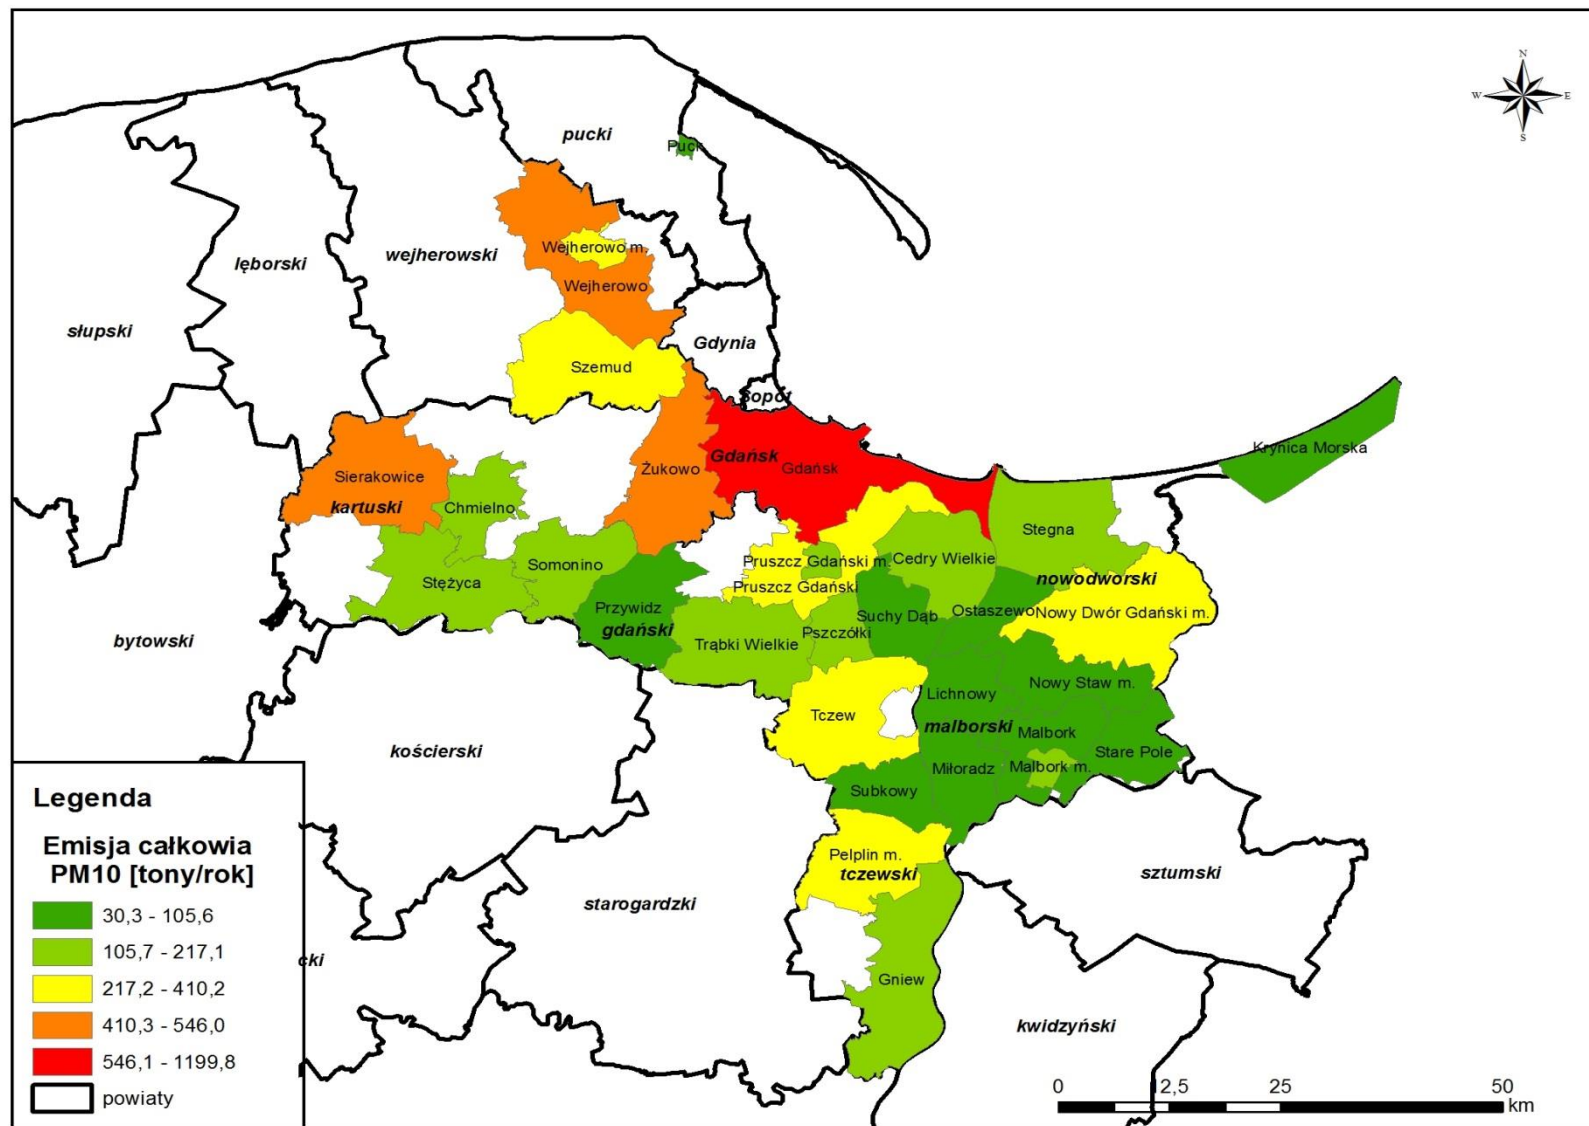 N
W
E
S
pucki
Puck
Wejherowo m.
lęborski
wejherowski
Wejherowo
słupski
Gdynia
Szemud
Sopot
Krynica Morska
Gdańsk
Gdańsk
Sierakowice
Żukowo
kartuski
Chmielno
Stegna
Pruszcz Gdański m.
Cedry Wielkie
Somonino
Stężyca
Pruszcz Gdański
nowodworski
Przywidz
Suchy Dąb
Ostaszewo
Nowy Dwór Gdański m.
gdański
Pszczółki
bytowski
Trąbki Wielkie
Lichnowy
Nowy Staw m.
Tczew
malborski
Malbork
kościerski
Stare Pole
Miłoradz
Malbork m.
Subkowy
Pelplin m.
tczewski
sztumski
starogardzki
cki
Gniew
kwidzyński
Legenda
Emisja całkowia
PM10 [tony/rok]
30,3 - 105,6
105,7 - 217,1
217,2 - 410,2
410,3 - 546,0
546,1 - 1199,8
powiaty
0 12,5 25 50
km